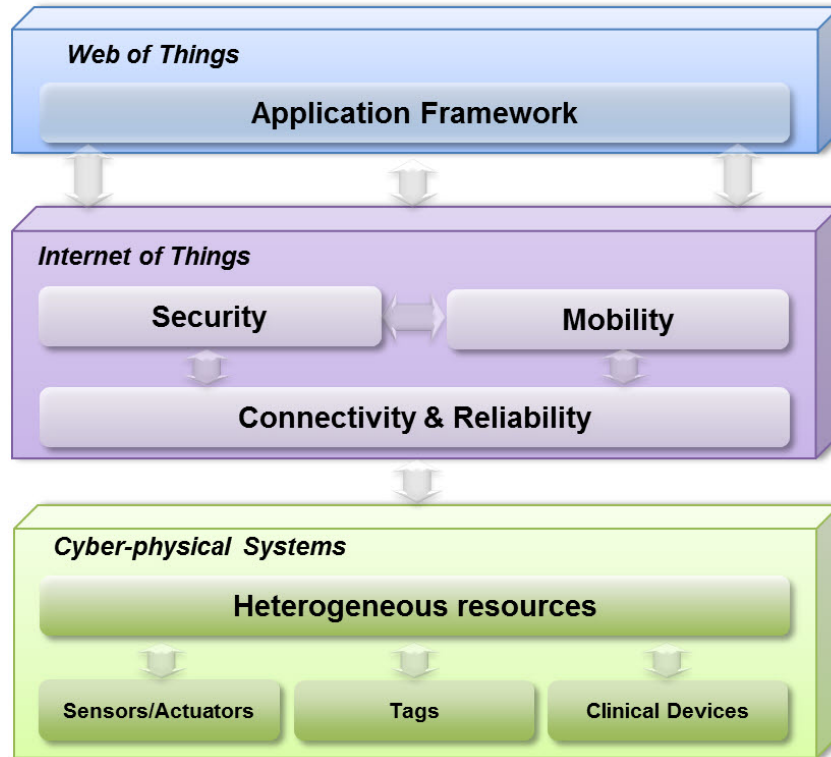 Web of Things
Application Framework
Internet of Things
Security
Mobility
Connectivity & Reliability
Cyber-physical Systems
Heterogeneous resources
Sensors/Actuators
Tags
Clinical Devices